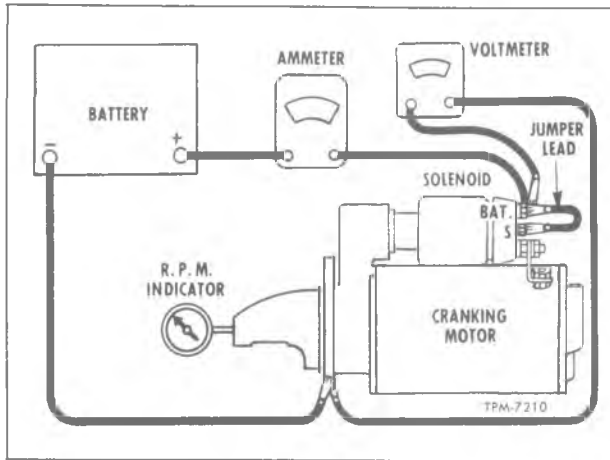 AMMETER
VOLTMETER
BATTERY
−
+
JUMPER
LEAD
SOLENOID
BAT.
S
R.P.M.
INDICATOR
CRANKING
MOTOR
TPM-7210